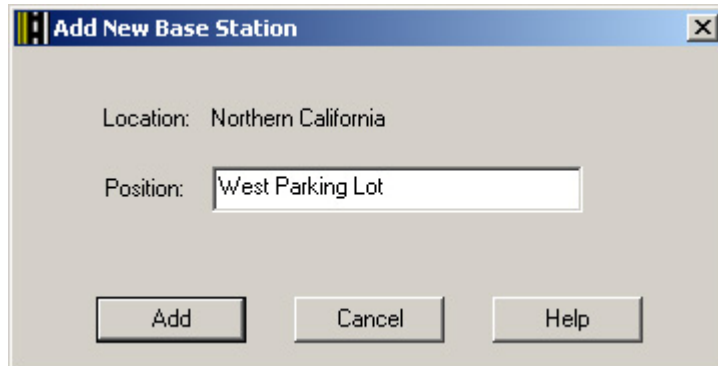 Add New Base Station
Location: Northern California
Position: West Parking Lot
Add Cancel Help